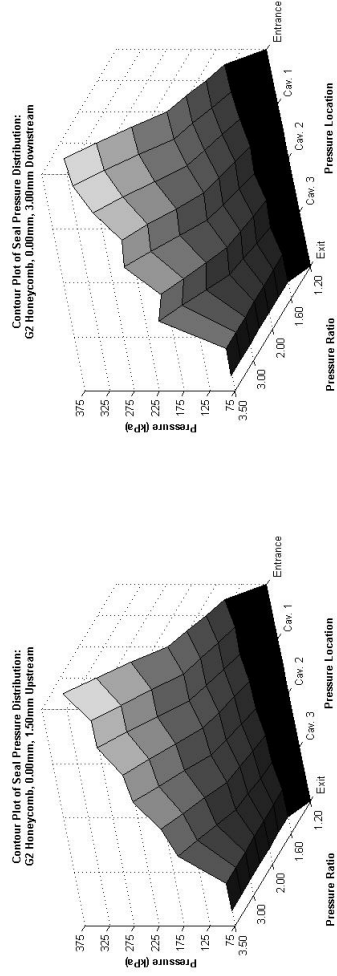 Contour Plot of Seal Pressure Distribution:
G2 Honeycomb, 0.00mm, 1.50mm Upstream
375
325
275
225
175
125
75
Pressure (kPa)
3.50
3.00
2.00
1.60
1.20
Pressure Ratio
Exit
Cav. 3
Cav. 2
Cav. 1
Entrance
Pressure Location
Contour Plot of Seal Pressure Distribution:
G2 Honeycomb, 0.00mm, 3.00mm Downstream
375
325
275
225
175
125
75
Pressure (kPa)
3.50
3.00
2.00
1.60
1.20
Pressure Ratio
Exit
Cav. 3
Cav. 2
Cav. 1
Entrance
Pressure Location